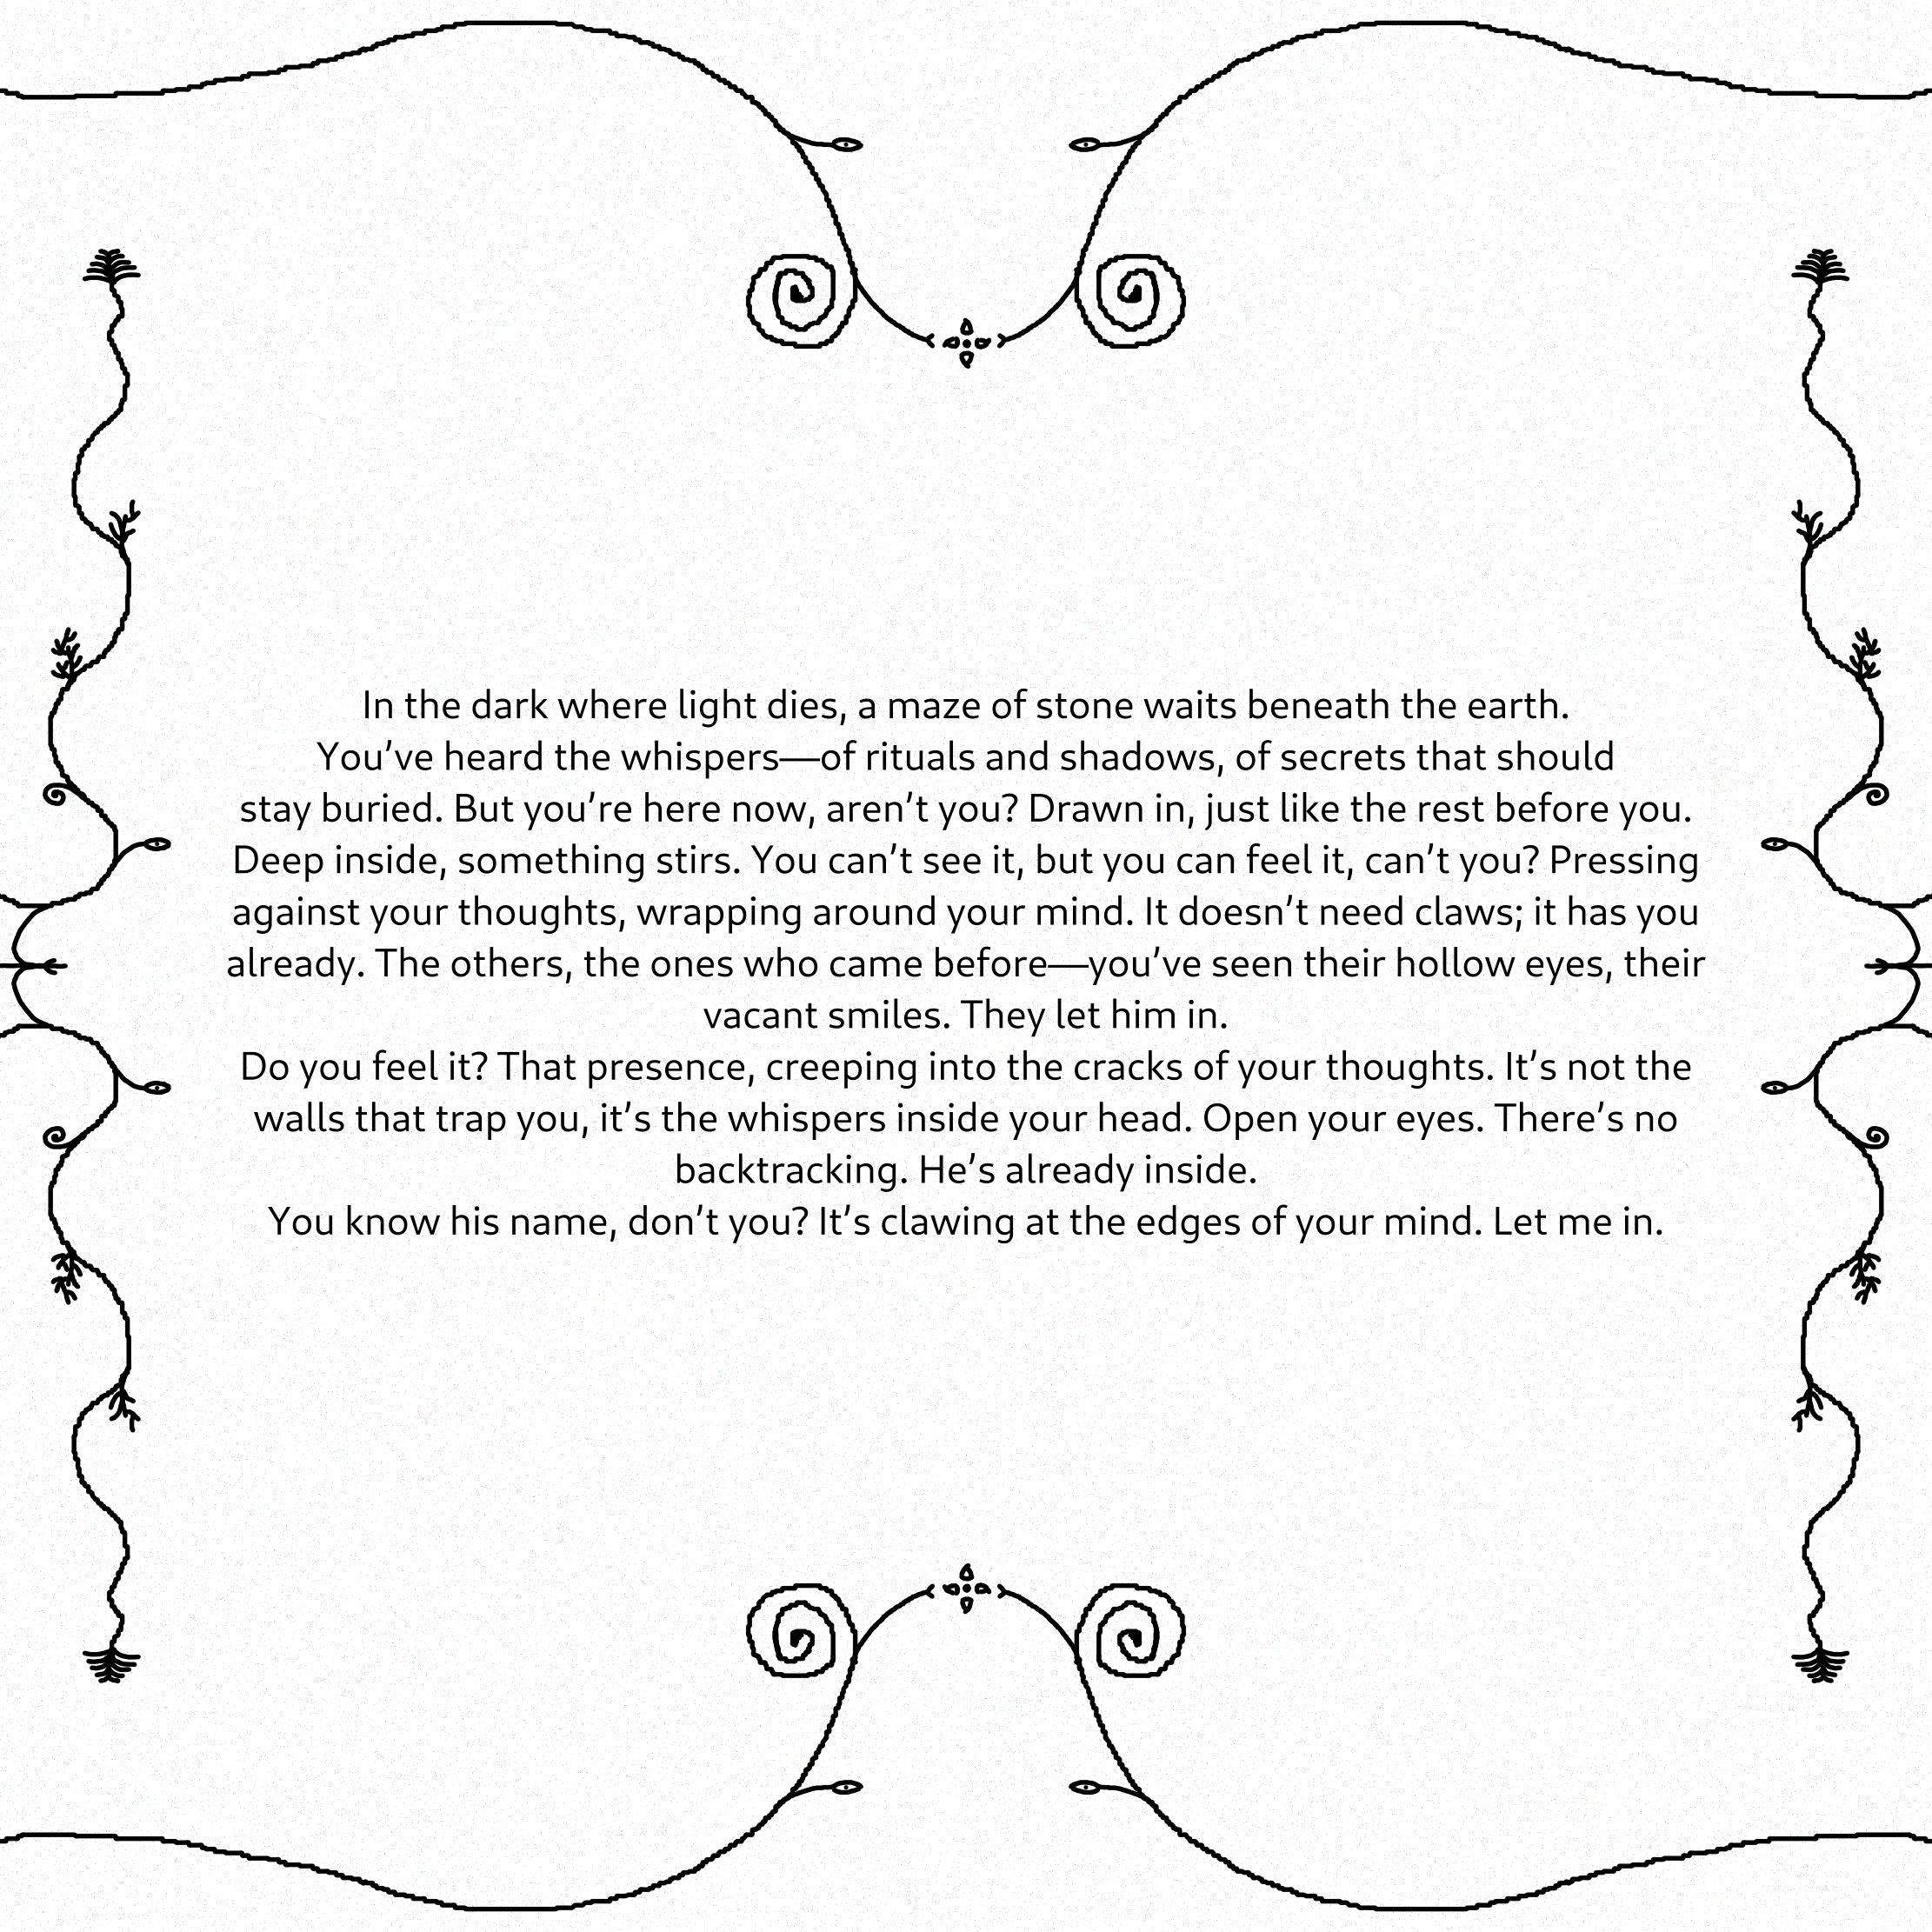 In the dark where light dies, a maze of stone waits beneath the earth.
You’ve heard the whispers—of rituals and shadows, of secrets that should
stay buried. But you’re here now, aren’t you? Drawn in, just like the rest before you.
Deep inside, something stirs. You can’t see it, but you can feel it, can’t you? Pressing
against your thoughts, wrapping around your mind. It doesn’t need claws; it has you
already. The others, the ones who came before—you’ve seen their hollow eyes, their
vacant smiles. They let him in.
Do you feel it? That presence, creeping into the cracks of your thoughts. It’s not the
walls that trap you, it’s the whispers inside your head. Open your eyes. There’s no
backtracking. He’s already inside.
You know his name, don’t you? It’s clawing at the edges of your mind. Let me in.